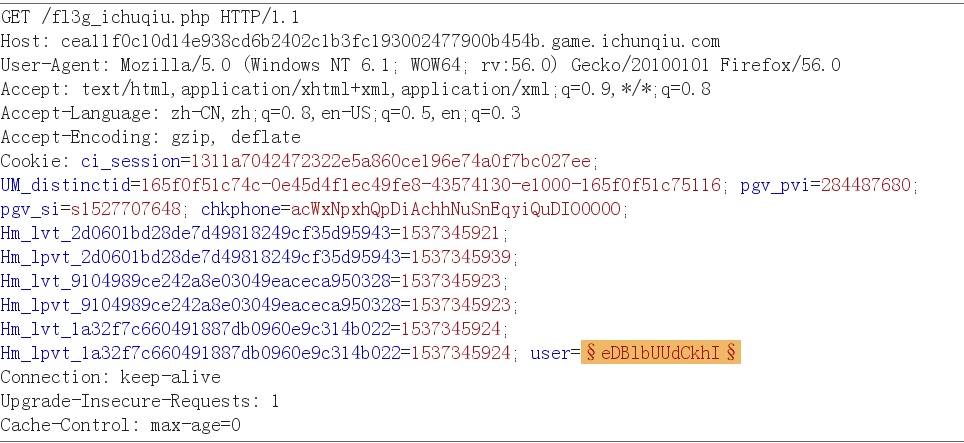 GET /fl3g_ichuqiu.php HTTP/1.1
Host: cea11f0c10d14e938cd6b2402c1b3fc193002477900b454b.game.ichunqiu.com
User-Agent: Mozilla/5.0 (Windows NT 6.1; WOW64; rv:56.0) Gecko/20100101 Firefox/56.0
Accept: text/html,application/xhtml+xml,application/xml;q=0.9,*/*;q=0.8
Accept-Language: zh-CN,zh;q=0.8,en-US;q=0.5,en;q=0.3
Accept-Encoding: gzip, deflate
Cookie: ci_session=1311a7042472322e5a860ce196e74a0f7bc027ee;
UM_distinctid=165f0f51c74c-0e45d4f1ec49fe8-43574130-e1000-165f0f51c75116; pgv_pvi=284487680;
pgv_si=s1527707648; chkphone=acWxNpxhQpDiAchhNuSnEqyiQuDIO0O0O;
Hm_lvt_2d0601bd28de7d49818249cf35d95943=1537345921;
Hm_lpvt_2d0601bd28de7d49818249cf35d95943=1537345939;
Hm_lvt_9104989ce242a8e03049eaceca950328=1537345923;
Hm_lpvt_9104989ce242a8e03049eaceca950328=1537345923;
Hm_lvt_1a32f7c660491887db0960e9c314b022=1537345924;
Hm_lpvt_1a32f7c660491887db0960e9c314b022=1537345924; user=§eDBlbUUdCkhI§
Connection: keep-alive
Upgrade-Insecure-Requests: 1
Cache-Control: max-age=0